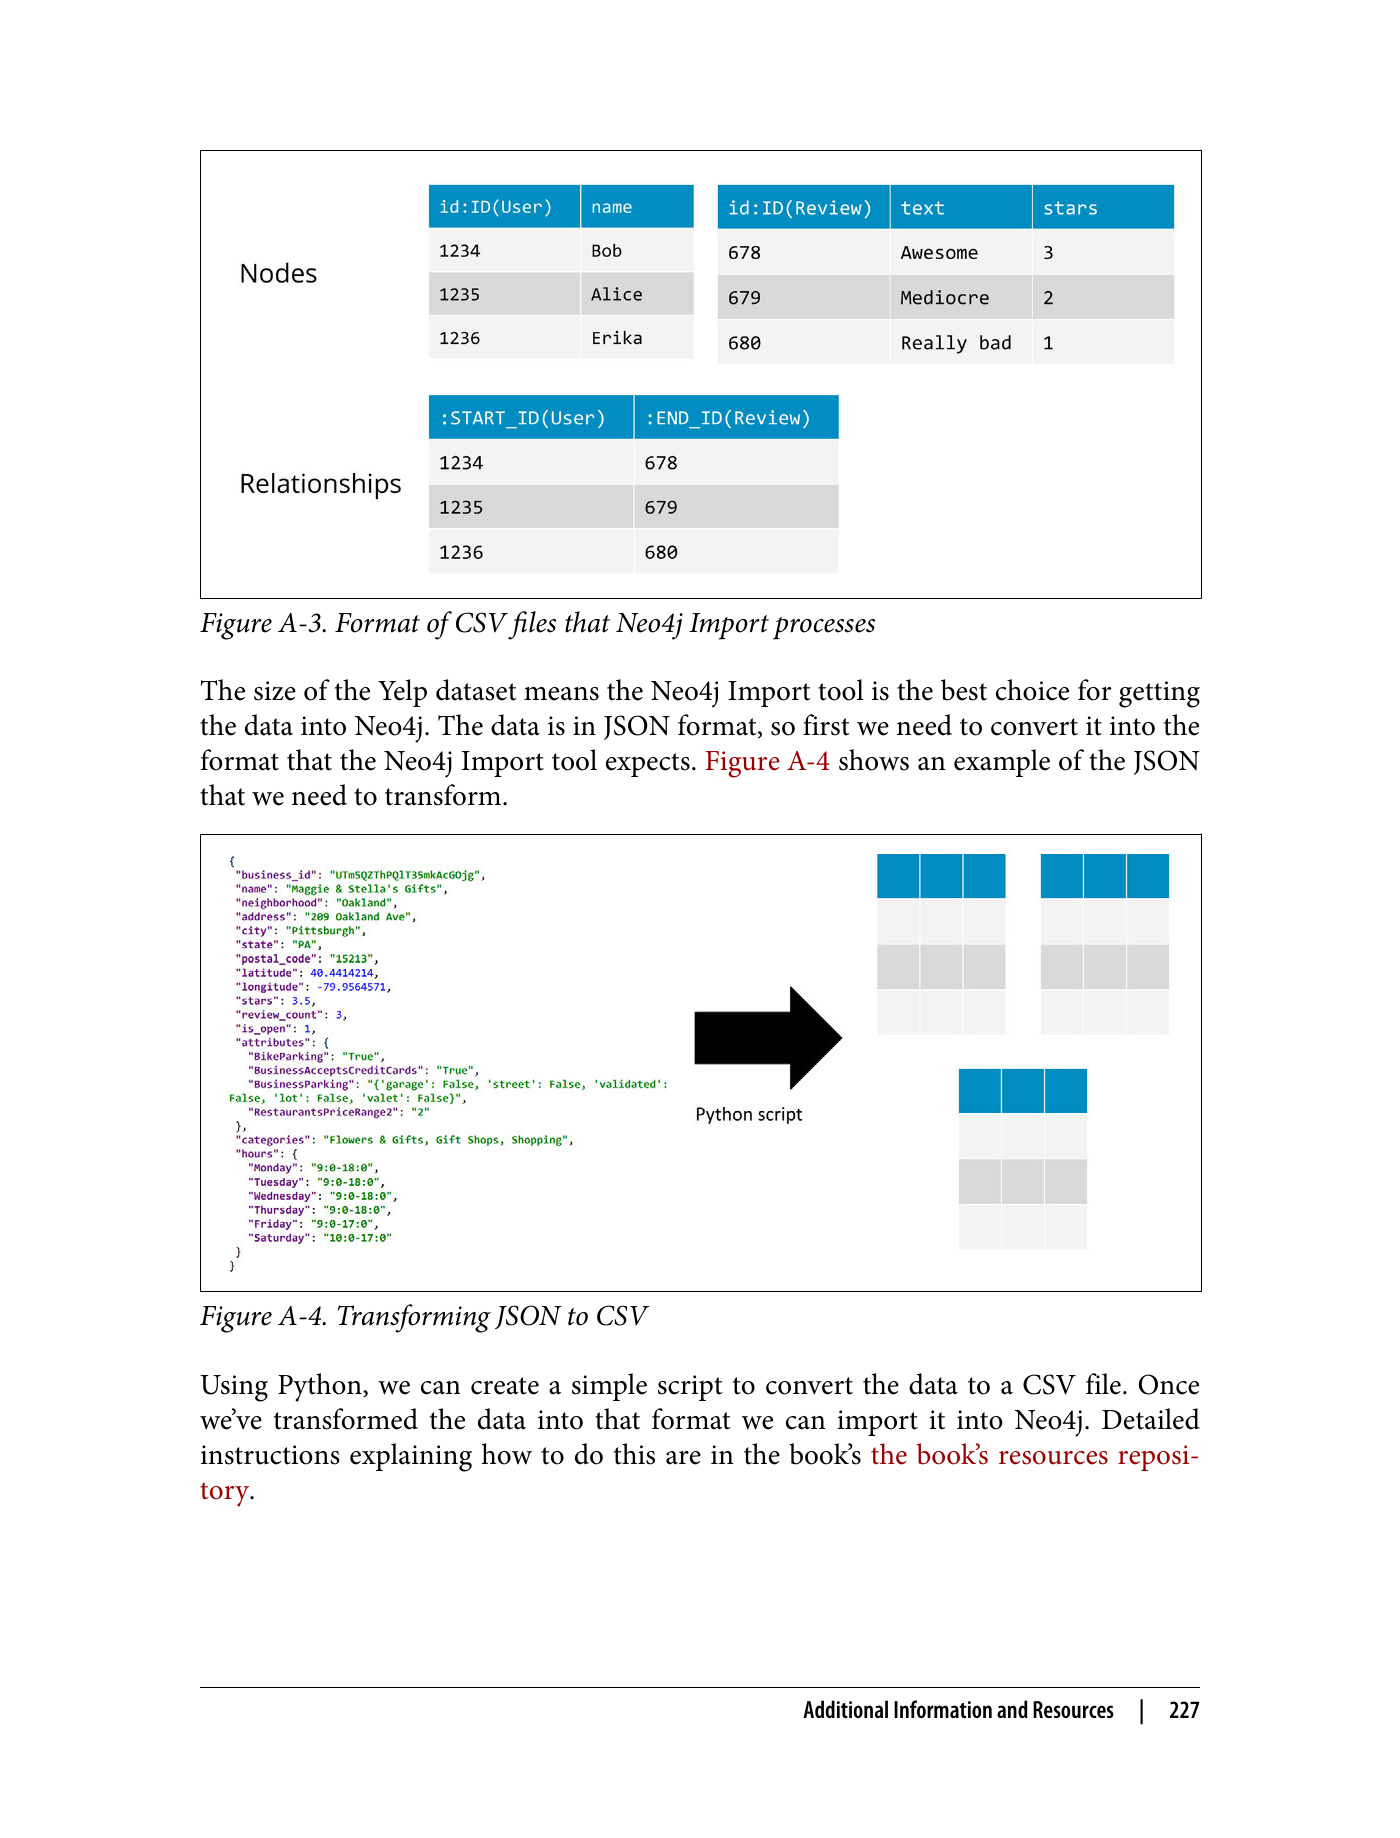 Nodes
id:ID(User) name
1234 Bob
1235 Alice
1236 Erika
id:ID(Review) text stars
678 Awesome 3
679 Mediocre 2
680 Really bad 1
Relationships
:START_ID(User) :END_ID(Review)
1234 678
1235 679
1236 680
Figure A-3. Format of CSV files that Neo4j Import processes
The size of the Yelp dataset means the Neo4j Import tool is the best choice for getting
the data into Neo4j. The data is in JSON format, so first we need to convert it into the
format that the Neo4j Import tool expects. Figure A-4 shows an example of the JSON
that we need to transform.
{
"business_id": "UTm5QZThPQlT35mkAcGOjg",
"name": "Maggie & Stella's Gifts",
"neighborhood": "Oakland",
"address": "209 Oakland Ave",
"city": "Pittsburgh",
"state": "PA",
"postal_code": "15213",
"latitude": 40.4414214,
"longitude": -79.9564571,
"stars": 3.5,
"review_count": 3,
"is_open": 1,
"attributes": {
"BikeParking": "True",
"BusinessAcceptsCreditCards": "True",
"BusinessParking": "{'garage': False, 'street': False, 'validated':
False, 'lot': False, 'valet': False}",
"RestaurantsPriceRange2": "2"
},
"categories": "Flowers & Gifts, Gift Shops, Shopping",
"hours": {
"Monday": "9:0-18:0",
"Tuesday": "9:0-18:0",
"Wednesday": "9:0-18:0",
"Thursday": "9:0-18:0",
"Friday": "9:0-17:0",
"Saturday": "10:0-17:0"
}
}
Python script
Figure A-4. Transforming JSON to CSV
Using Python, we can create a simple script to convert the data to a CSV file. Once
we’ve transformed the data into that format we can import it into Neo4j. Detailed
instructions explaining how to do this are in the book’s the book’s resources reposi-
tory.
Additional Information and Resources | 227